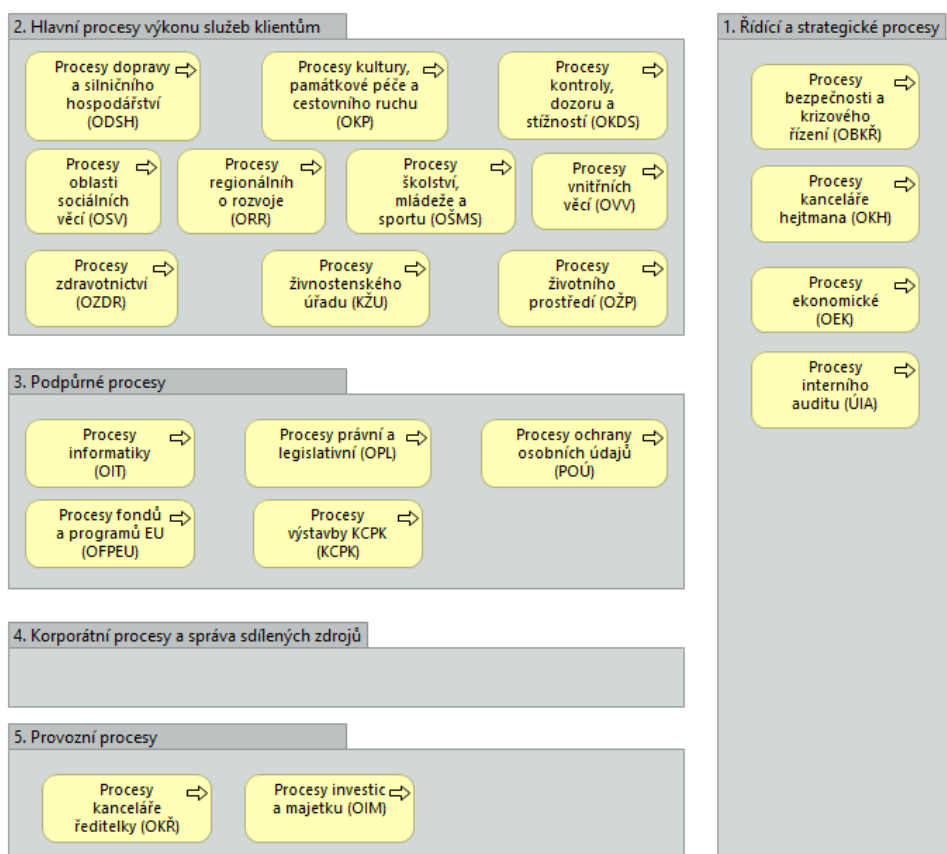 2. Hlavní procesy výkonu služeb klientům
Procesy dopravy
a silničního
hospodářství
(ODSH)
Procesy kultury,
památkové péče a
cestovního ruchu
(OKP)
Procesy
kontroly,
dozoru a
stížností (OKDS)
Procesy
oblasti
sociálních
věcí (OSV)
Procesy
regionálníh
o rozvoje
(ORR)
Procesy
školství,
mládeže a
sportu (OŠMS)
Procesy
vnitřních
věcí (OVV)
Procesy
zdravotnictví
(OZDR)
Procesy
živnostenského
úřadu (KŽU)
Procesy
životního
prostředí (OŽP)
1. Řídící a strategické procesy
Procesy
bezpečnosti a
krizového
řízení (OBKŘ)
Procesy
kanceláře
hejtmana (OKH)
Procesy
ekonomické
(OEK)
Procesy
interního
auditu (ÚIA)
3. Podpůrné procesy
Procesy
informatiky
(OIT)
Procesy právní a
legislativní (OPL)
Procesy ochrany
osobních údajů
(POÚ)
Procesy fondů
a programů EU
(OFPEU)
Procesy
výstavby KCPK
(KCPK)
4. Korporátní procesy a správa sdílených zdrojů
5. Provozní procesy
Procesy
kanceláře
ředitelky (OKŘ)
Procesy investic
a majetku (OIM)